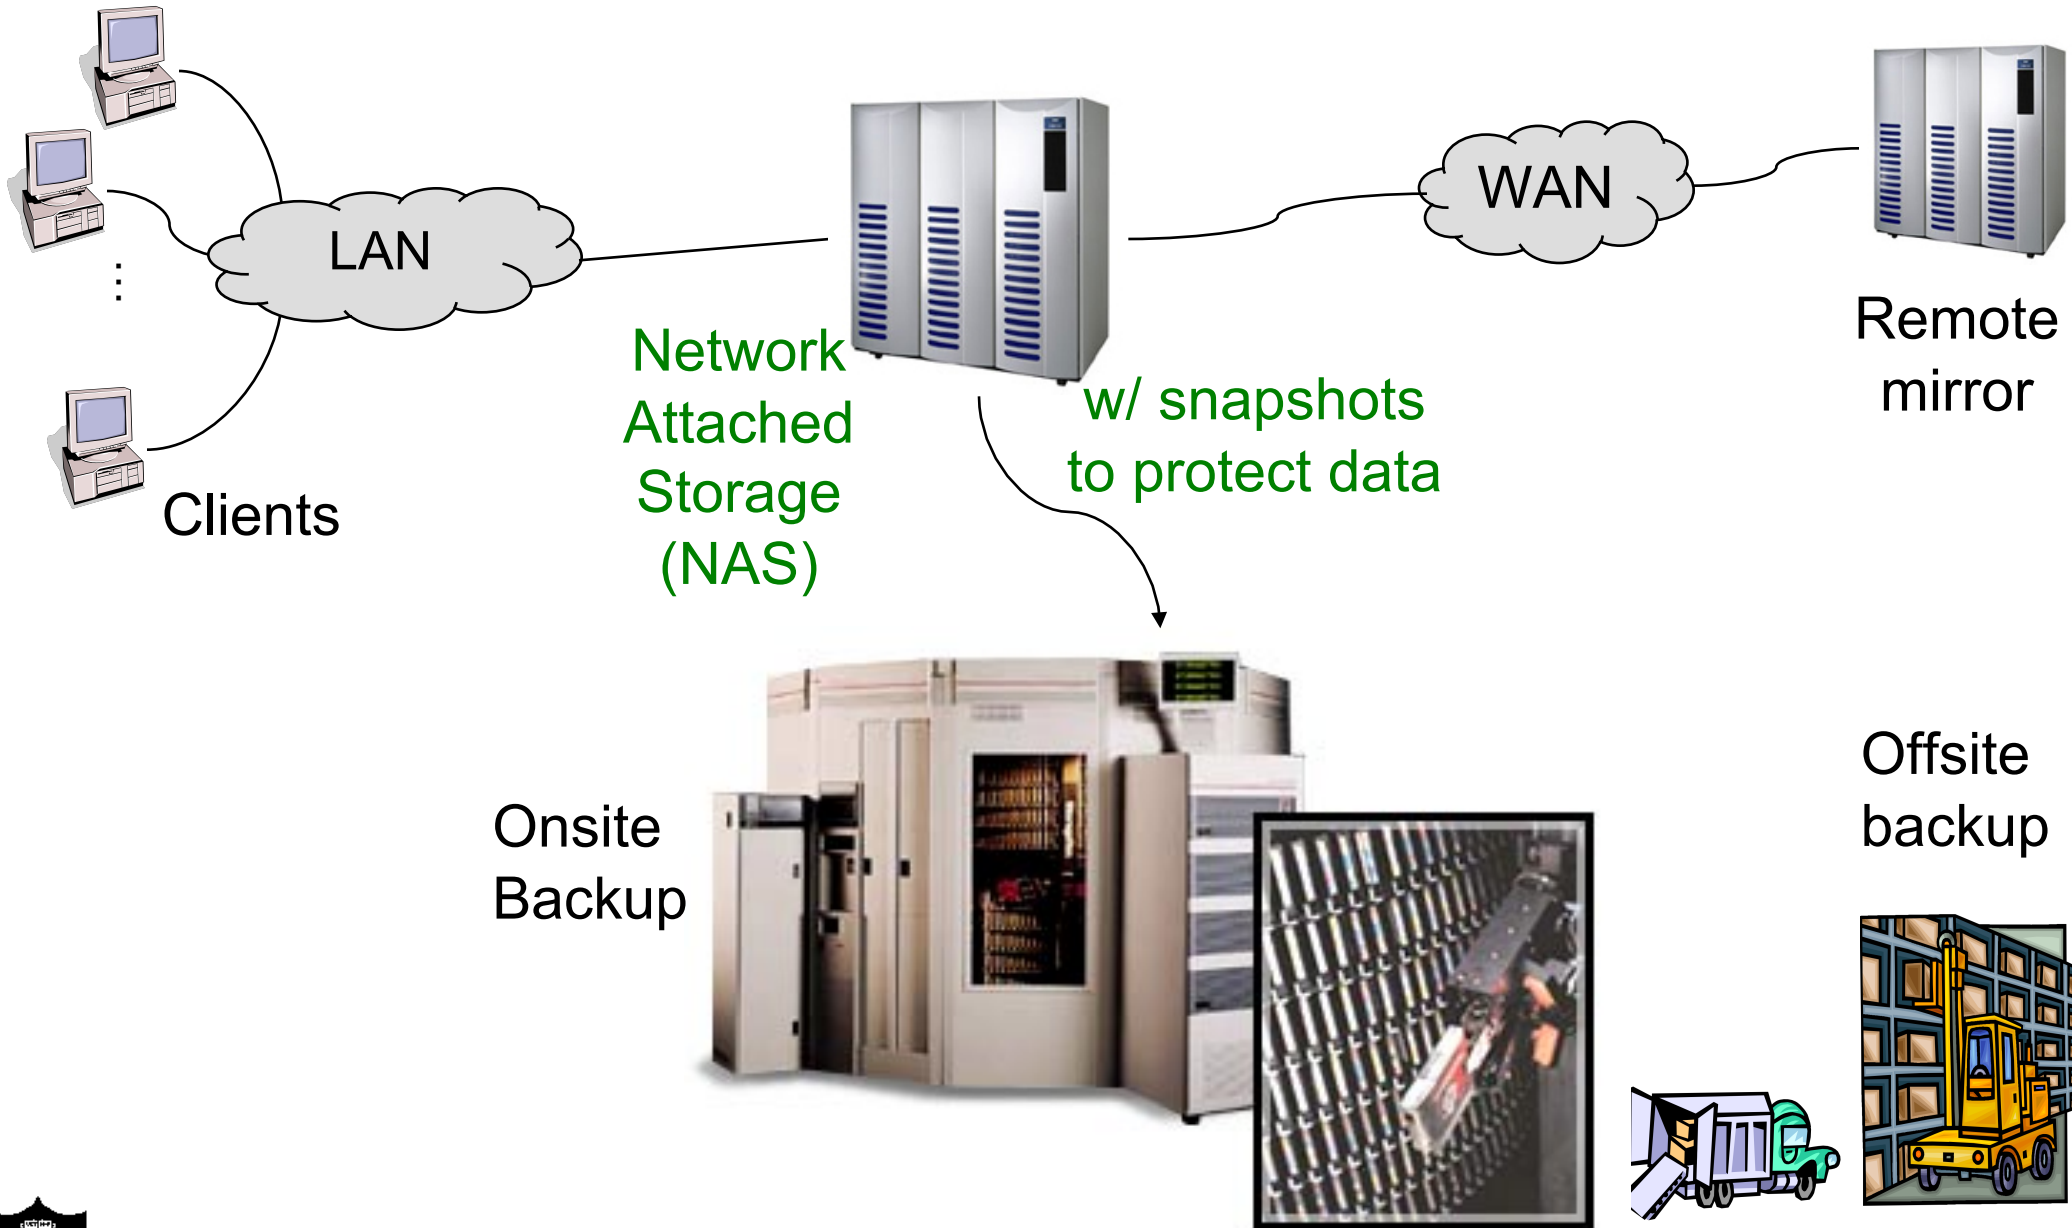 LAN
WAN
Network
Attached
Storage
(NAS)
w/ snapshots
to protect data
Remote
mirror
Clients
Onsite
Backup
Offsite
backup